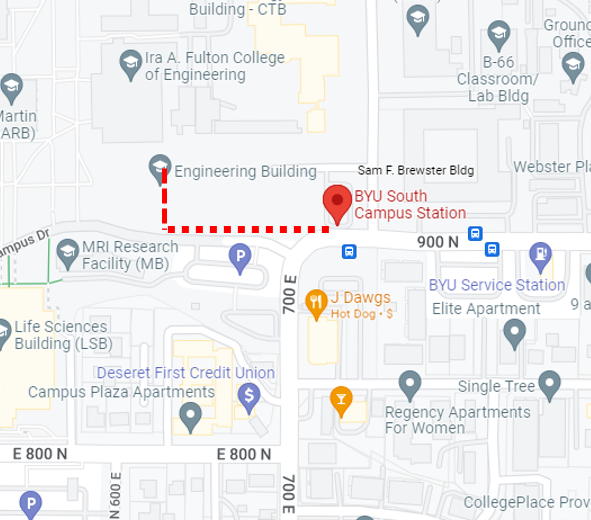 Building - CTB
Ground
Office
B-66
Classroom/
Lab Bldg
Ira A. Fulton College
of Engineering
Martin
(ARB)
Engineering Building
Sam F. Brewster Bldg
Webster Pla
BYU South
Campus Station
ampus Dr
900 N
MRI Research
Facility (MB)
P
BYU Service Station
700 E
J Dawgs
Hot Dog • $
Elite Apartment
9 a
Life Sciences
Building (LSB)
Deseret First Credit Union
$
Campus Plaza Apartments
Single Tree
Regency Apartments
For Women
E 800 N
E 800 N
N 600 E
700 E
P
CollegePlace Prov